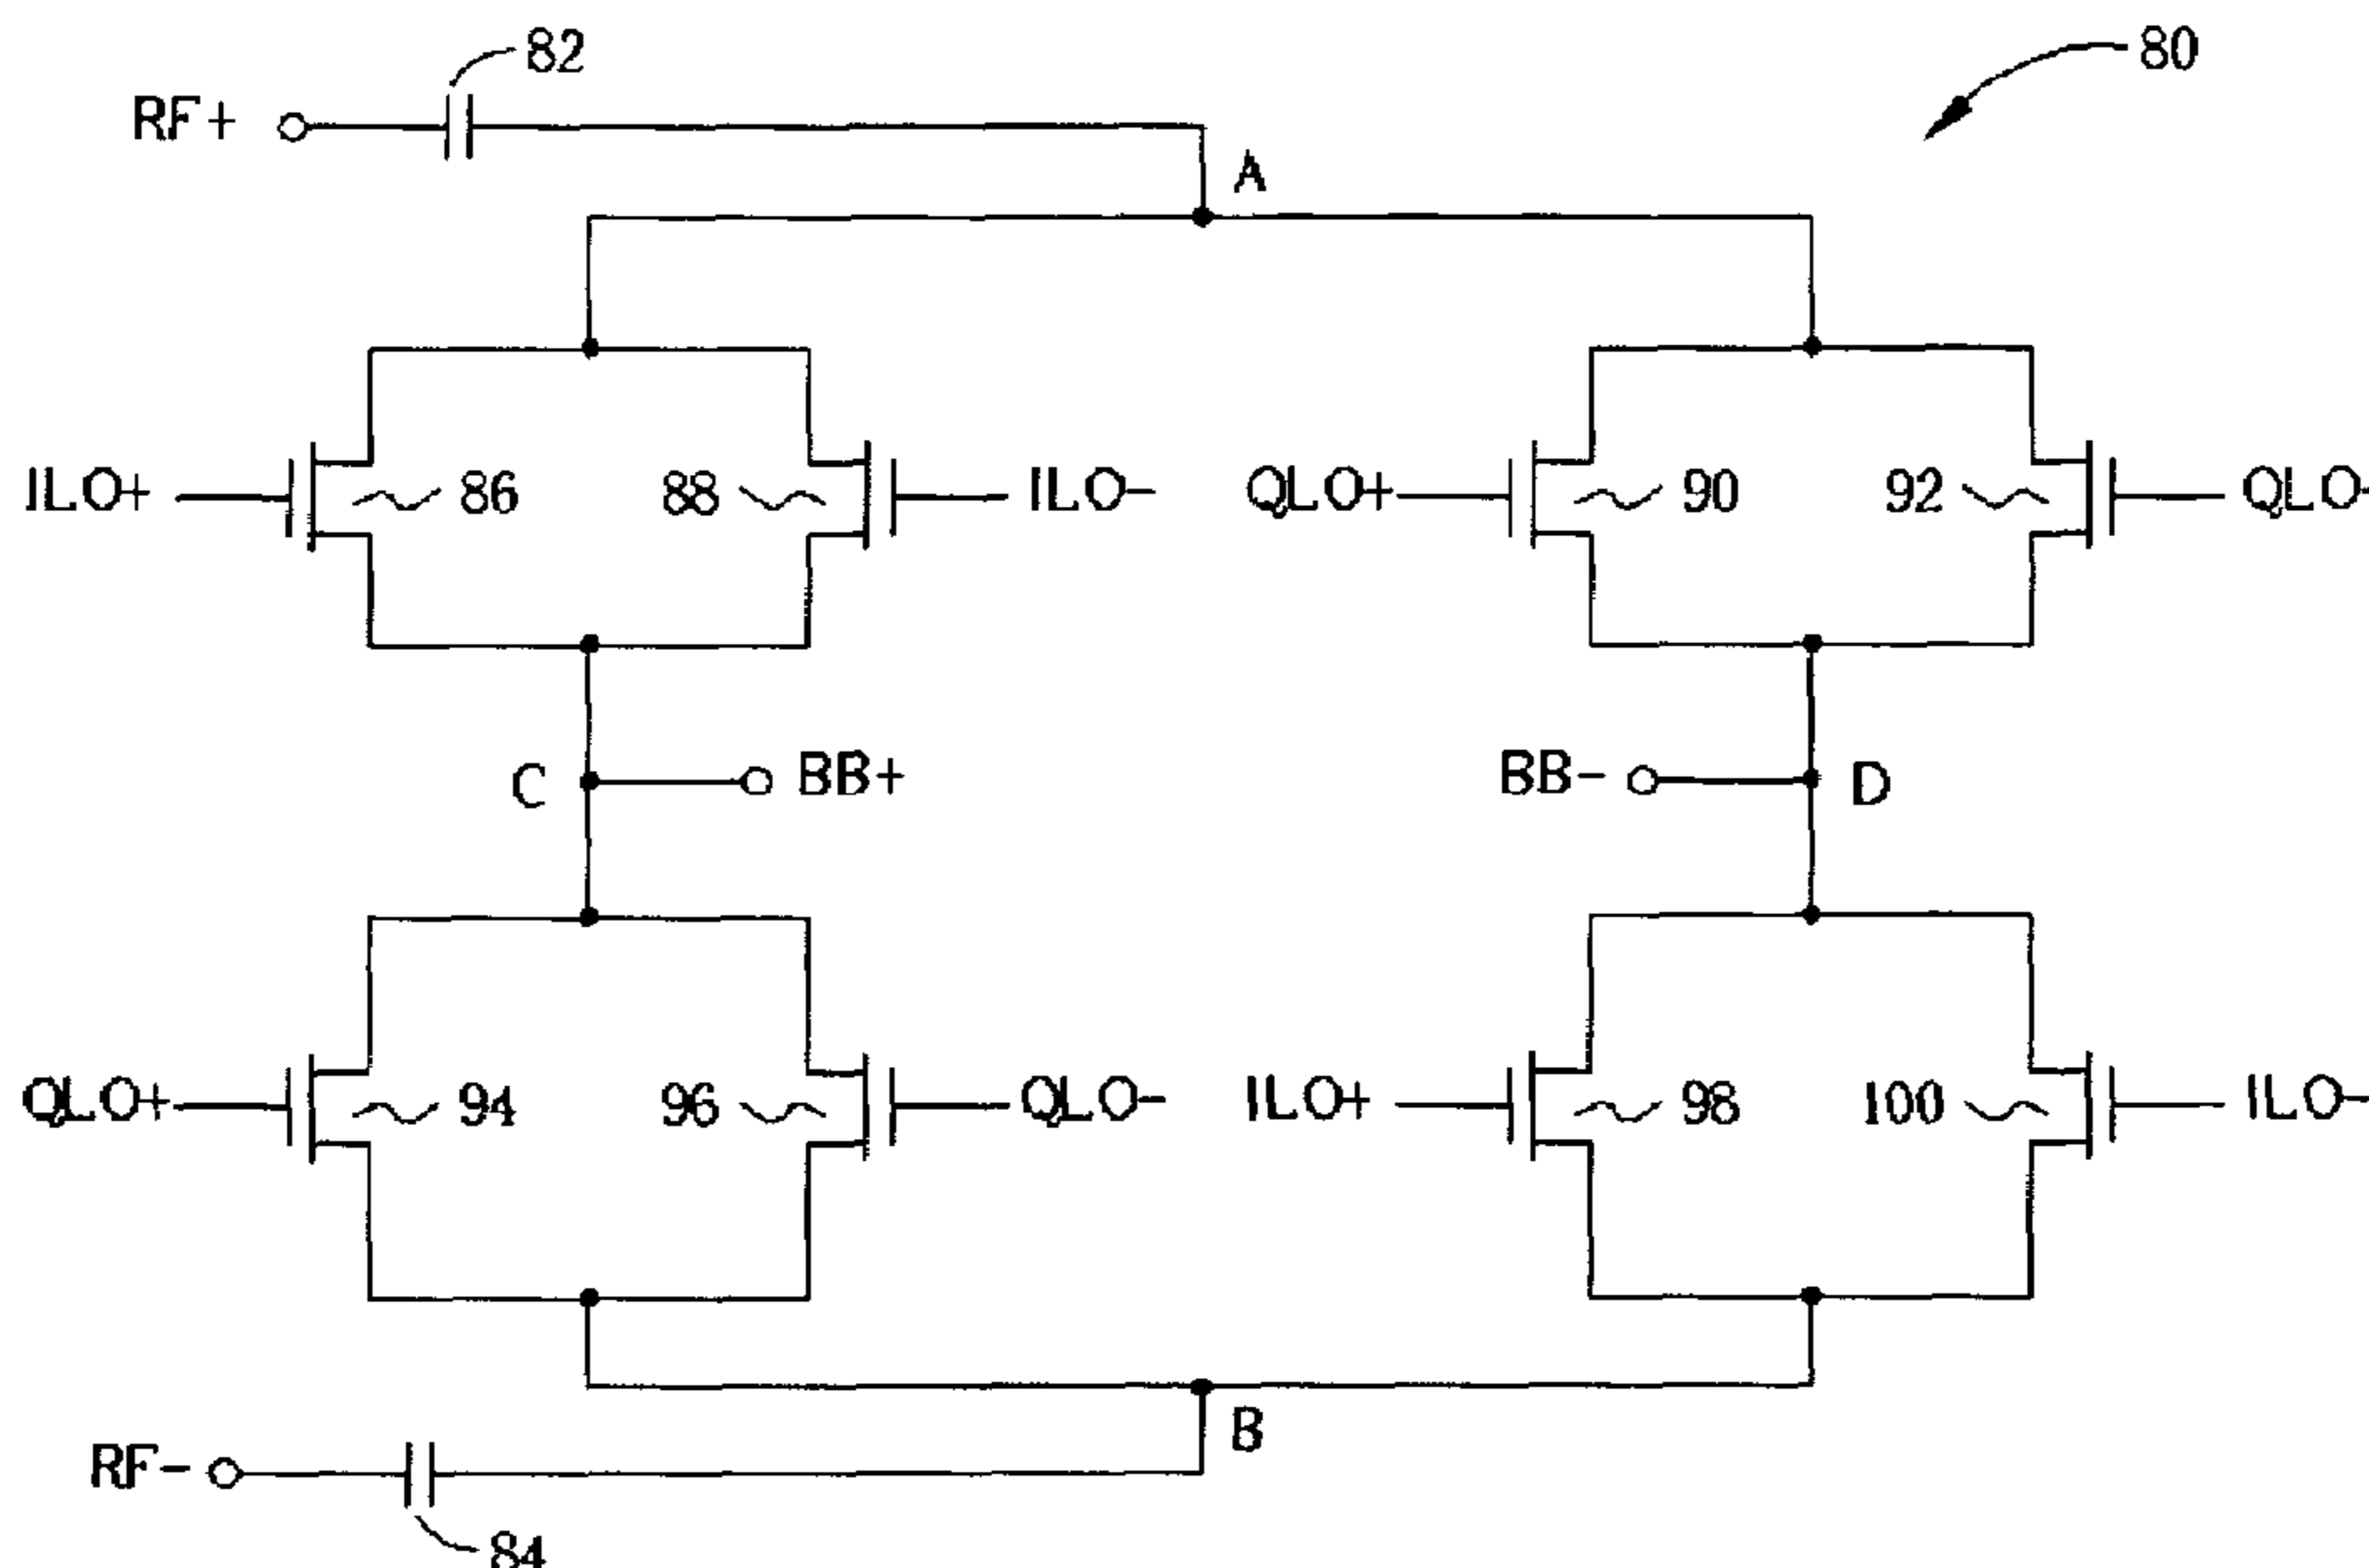 82
80
RF+
A
ILO+ 86 88 ILO- QLO+ 90 92 QLO-
C BB+ BB- D
QLO+ 94 96 QLO- ILO+ 98 100 ILO-
B
RF-
84